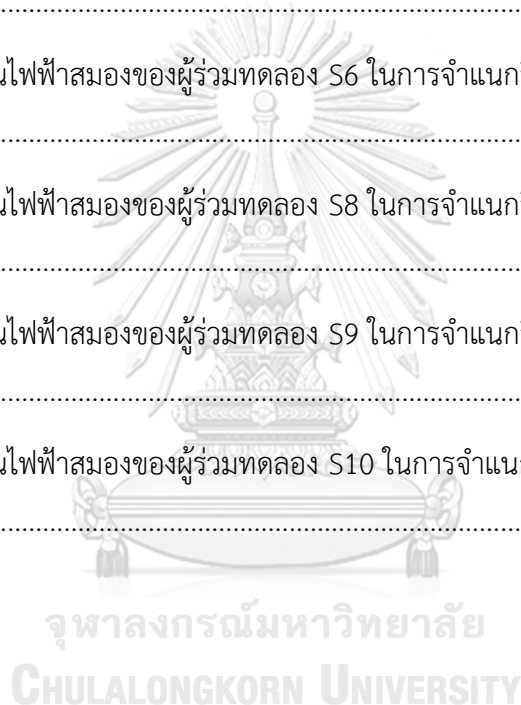 ................................................................
นไฟฟ้าสมองของผู้ร่วมทดลอง S6 ในการจำแนก
................................................................
นไฟฟ้าสมองของผู้ร่วมทดลอง S8 ในการจำแนก
................................................................
นไฟฟ้าสมองของผู้ร่วมทดลอง S9 ในการจำแนก
................................................................
นไฟฟ้าสมองของผู้ร่วมทดลอง S10 ในการจำแนก
................................................................
จุฬาลงกรณ์มหาวิทยาลัย
CHULALONGKORN UNIVERSITY